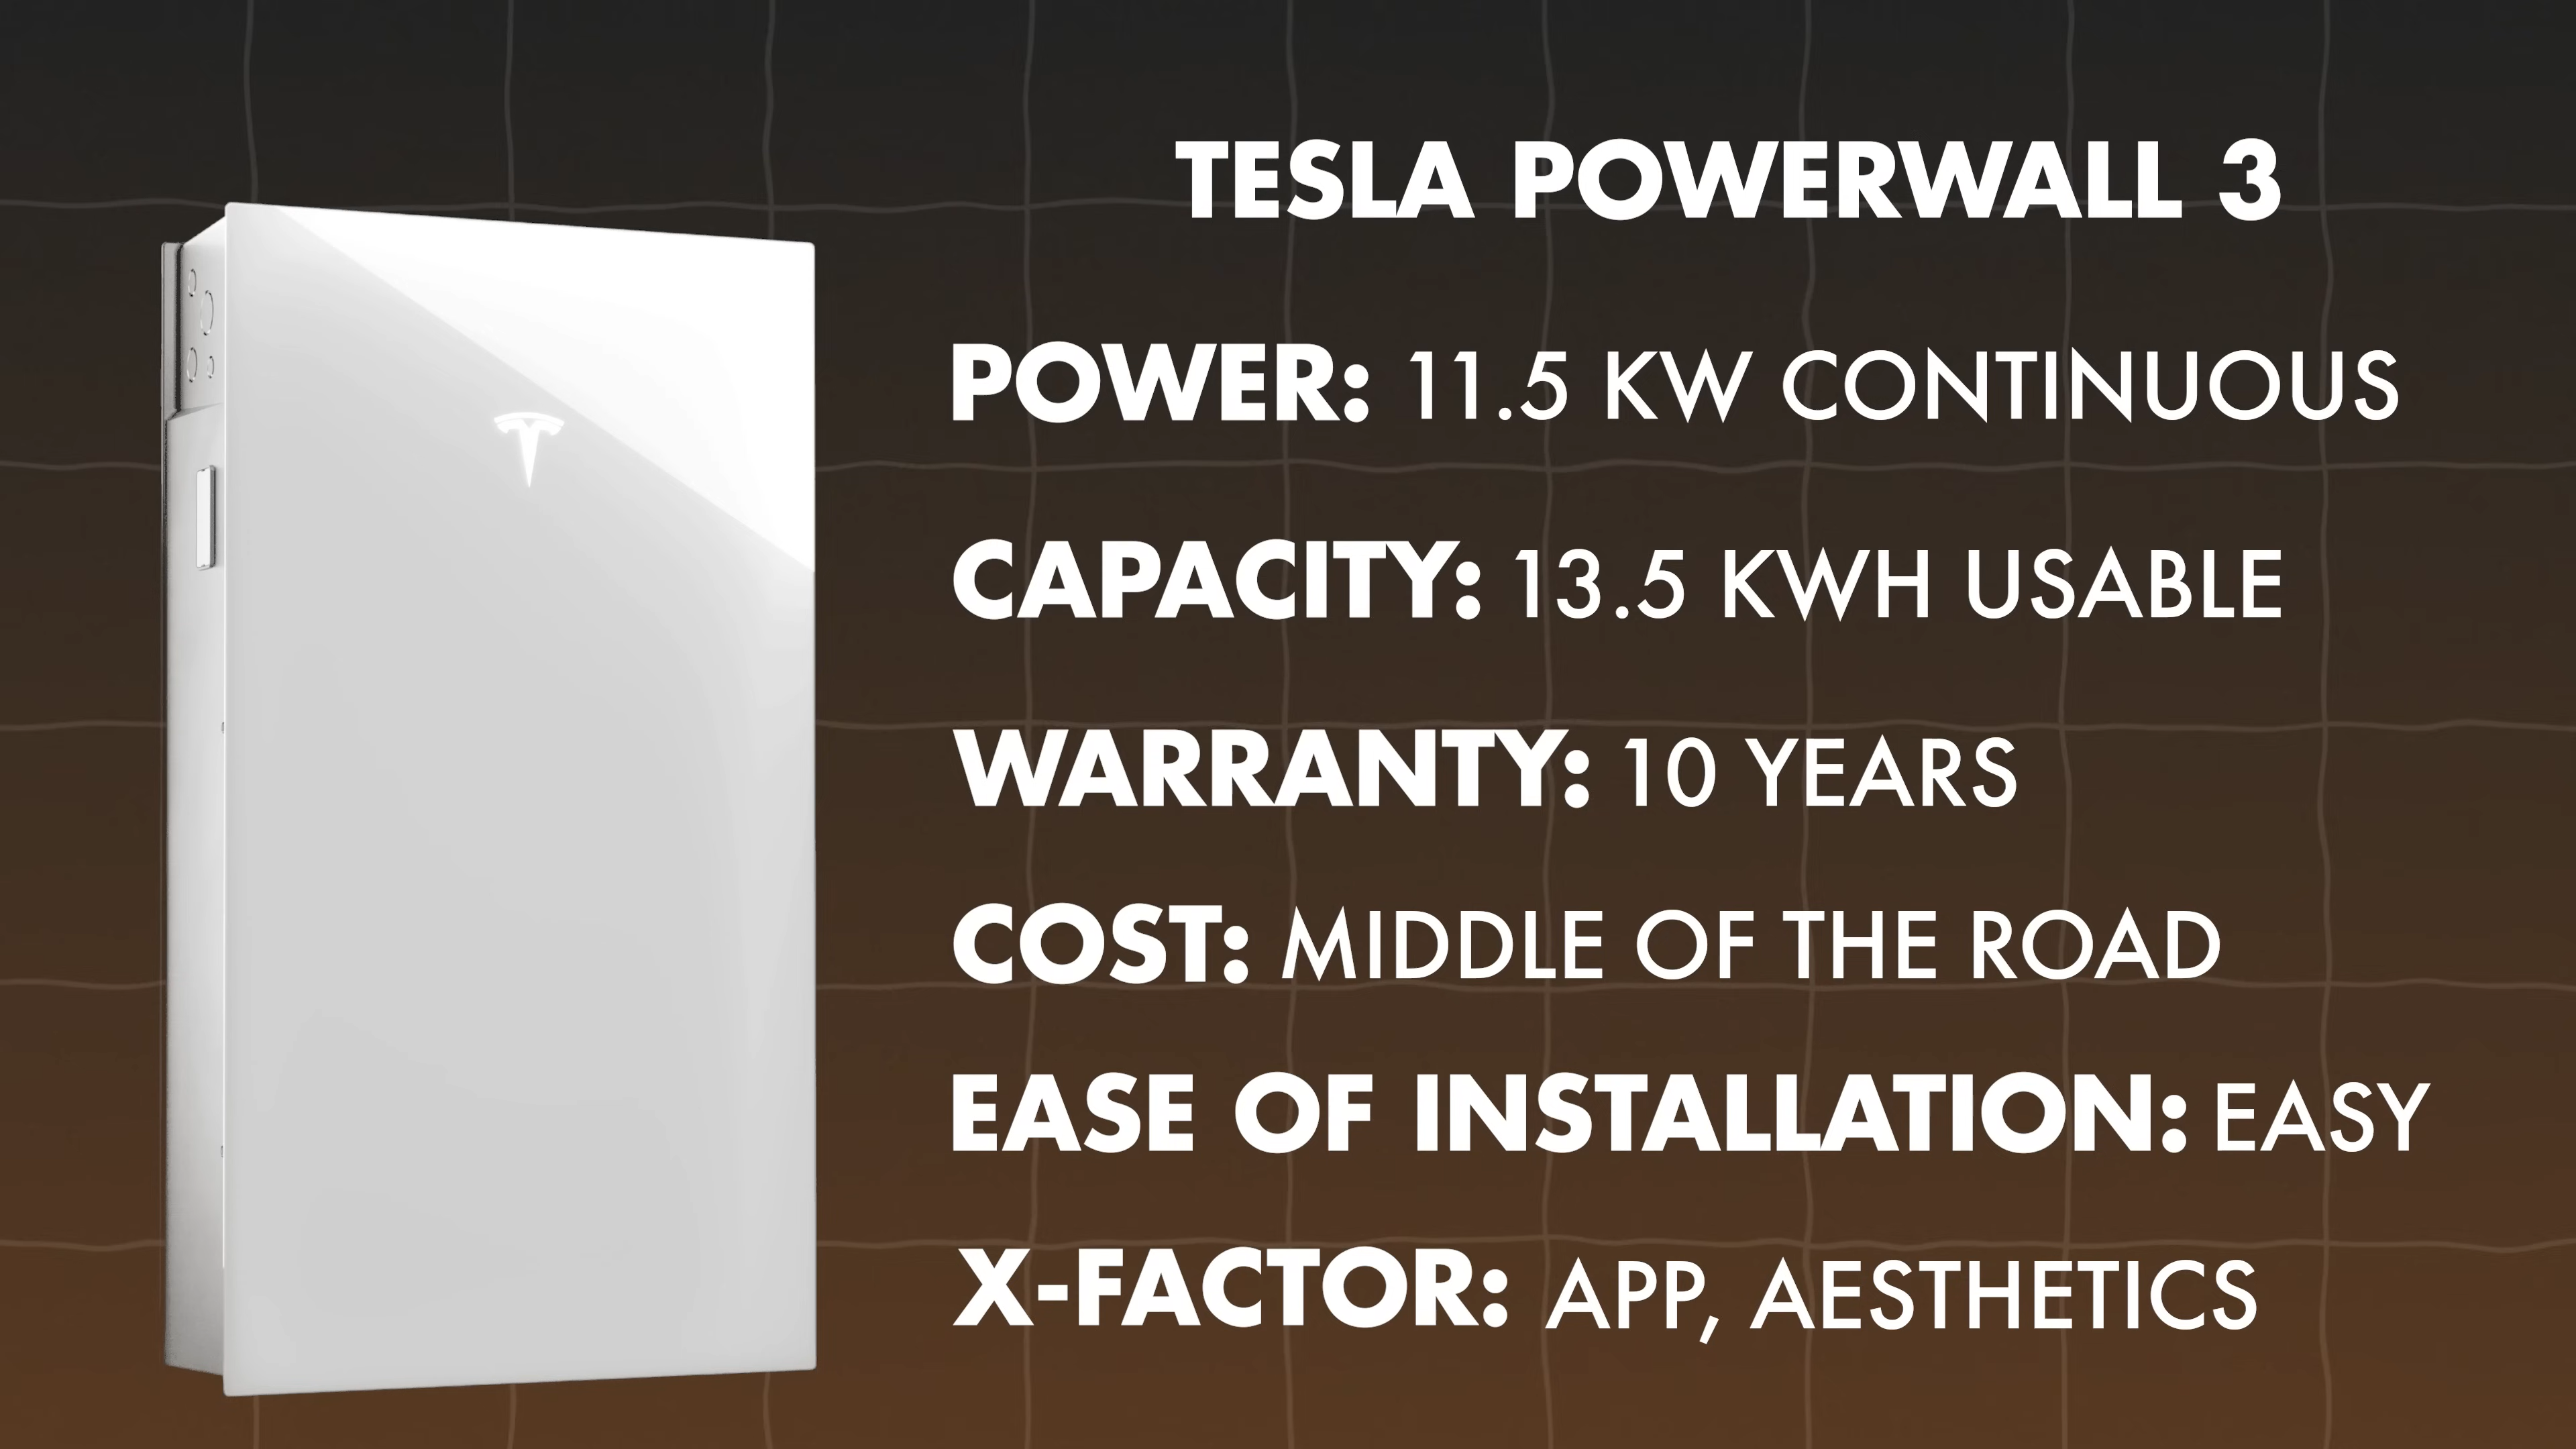 TESLA POWERWALL 3
POWER: 11.5 KW CONTINUOUS
CAPACITY: 13.5 KWH USABLE
WARRANTY: 10 YEARS
COST: MIDDLE OF THE ROAD
EASE OF INSTALLATION: EASY
X-FACTOR: APP, AESTHETICS